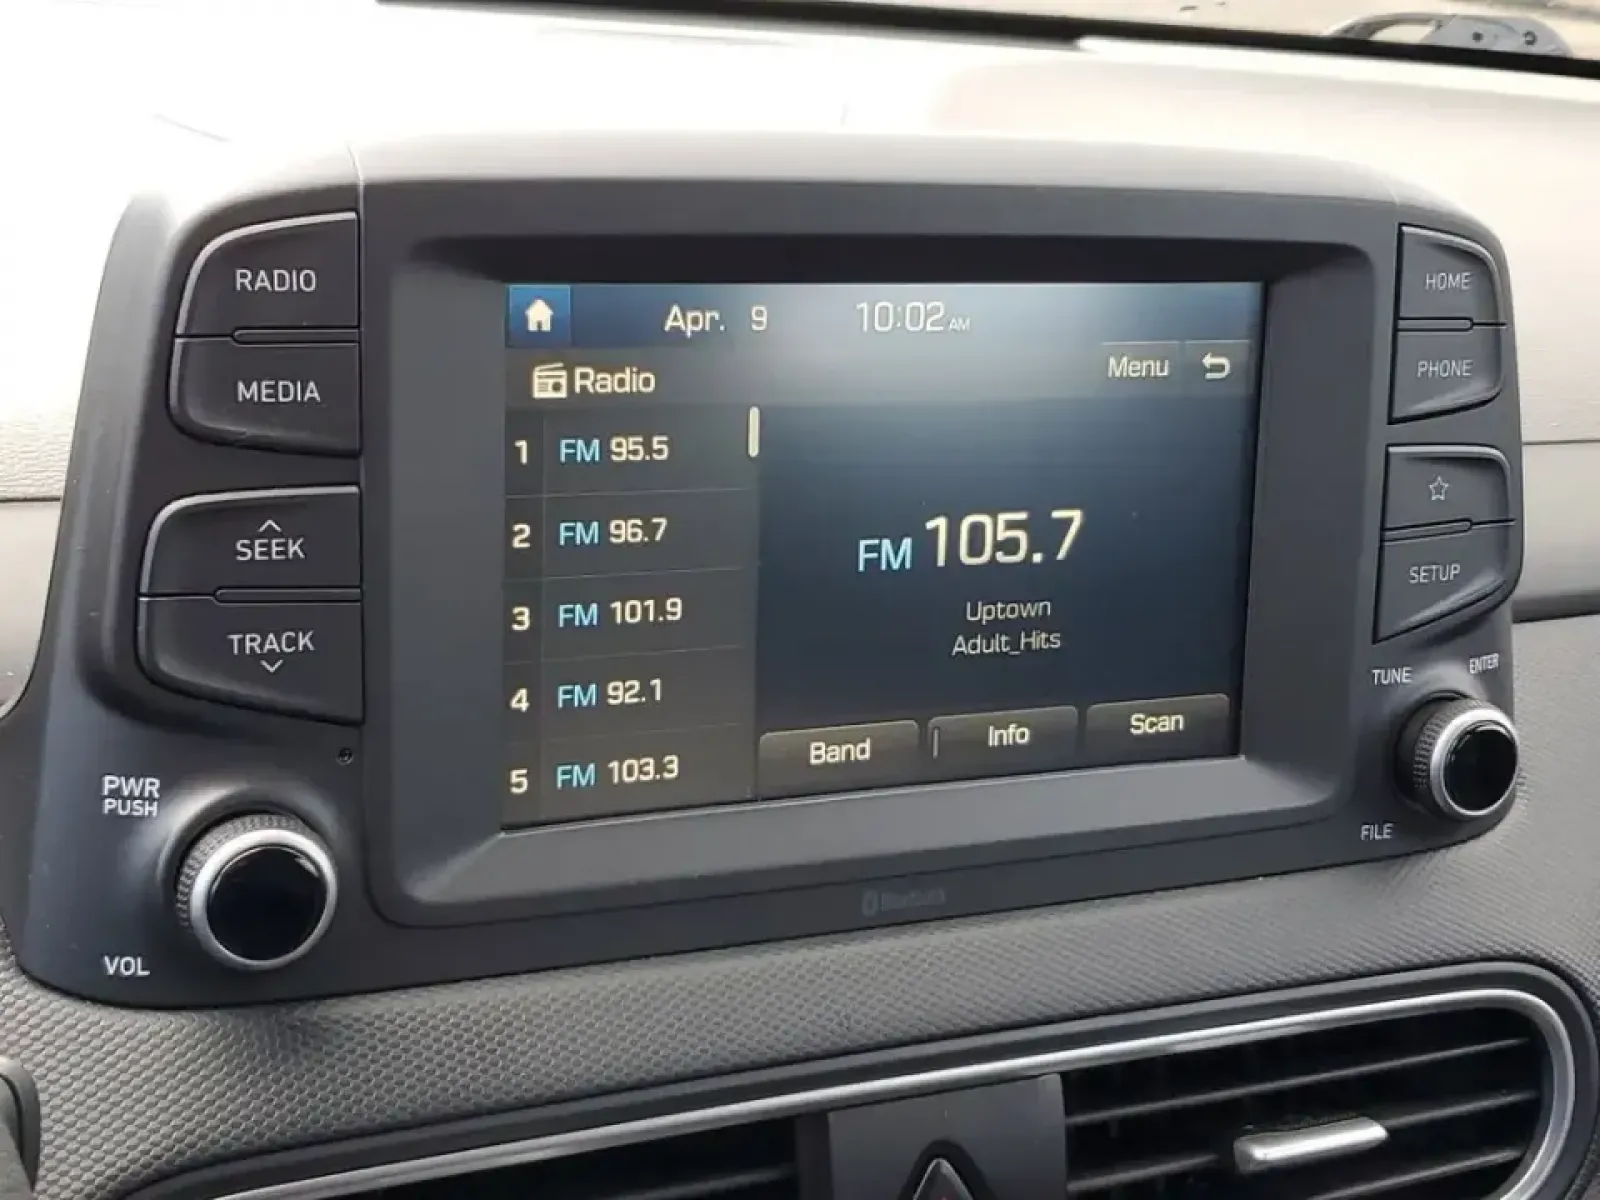 RADIO
MEDIA
SEEK
TRACK
PWR
PUSH
VOL
Apr. 9 10:02 AM
Radio
Menu
1 FM 95.5
2 FM 96.7
3 FM 101.9
4 FM 92.1
5 FM 103.3
FM 105.7
Uptown
Adult_Hits
Band
Info
Scan
HOME
PHONE
SETUP
TUNE
ENTER
FILE
Bluetooth